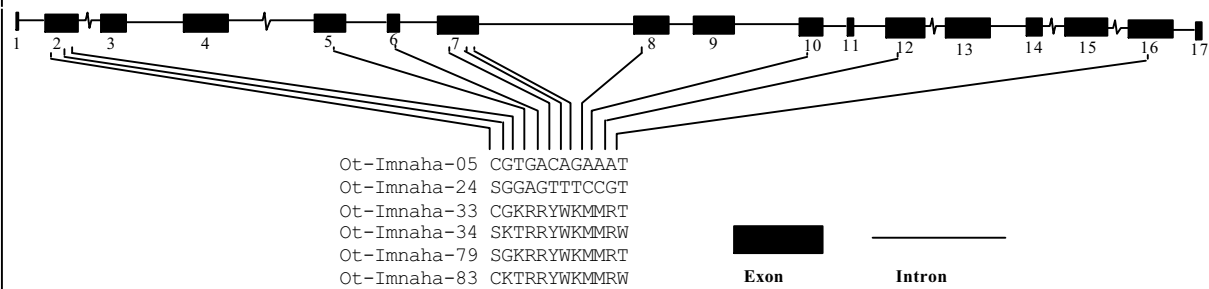 1 2 3 4 5 6 7 8 9 10 11 12 13 14 15 16 17
Ot-Imnaha-05 CGTGACAGAAAT
Ot-Imnaha-24 SGGAGTTTCCGT
Ot-Imnaha-33 CGKRRYWKMMRT
Ot-Imnaha-34 SKTRRYWKMMRW
Ot-Imnaha-79 SGKRRYWKMMRT
Ot-Imnaha-83 CKTRRYWKMMRW
Exon Intron